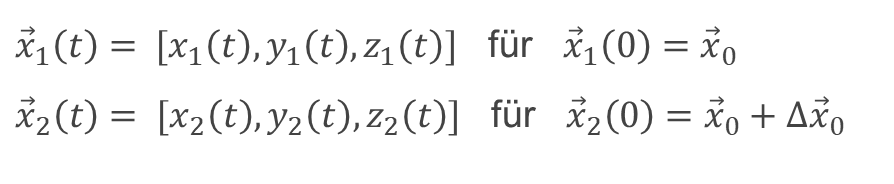 x⃗₁(t) = [x₁(t), y₁(t), z₁(t)] für x⃗₁(0) = x⃗₀
x⃗₂(t) = [x₂(t), y₂(t), z₂(t)] für x⃗₂(0) = x⃗₀ + Δx⃗₀